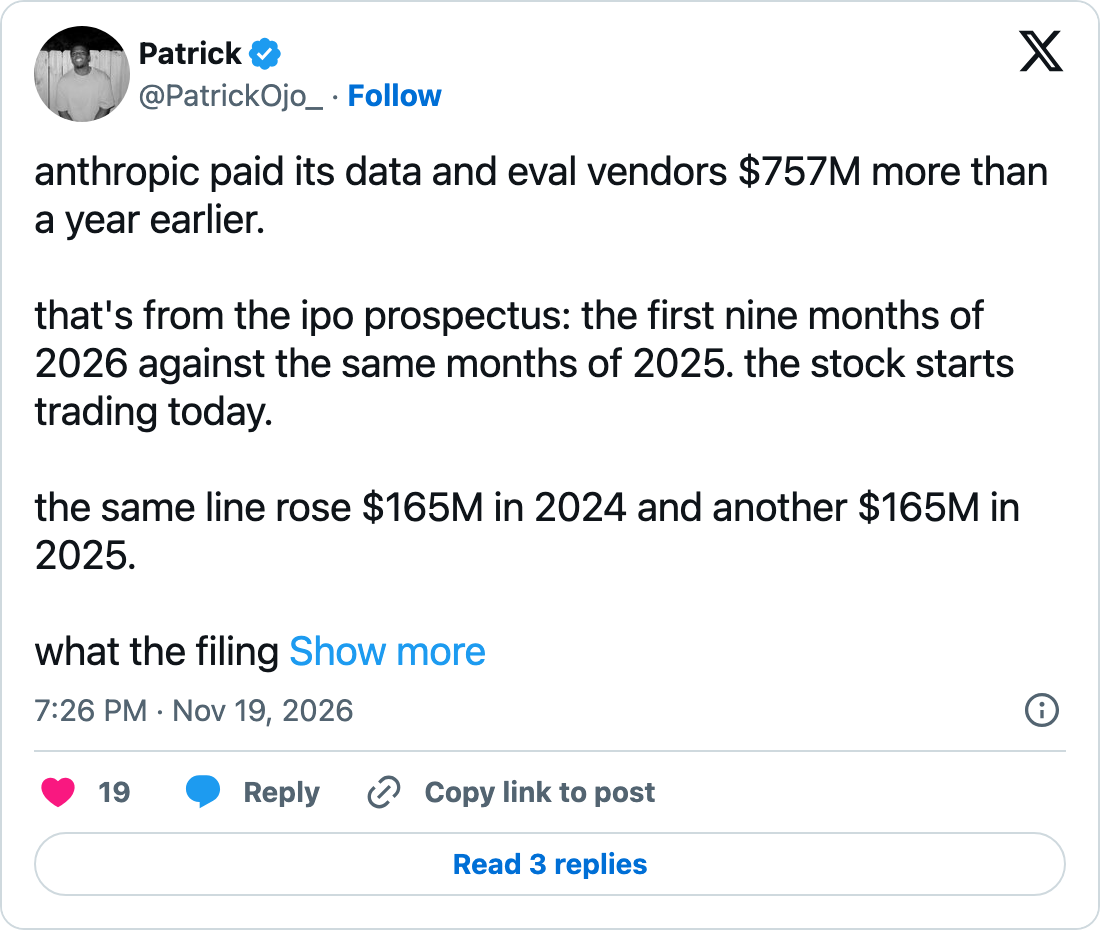 Patrick
@PatrickOjo_ · Follow
anthropic paid its data and eval vendors $757M more than
a year earlier.
that's from the ipo prospectus: the first nine months of
2026 against the same months of 2025. the stock starts
trading today.
the same line rose $165M in 2024 and another $165M in
2025.
what the filing Show more
7:26 PM · Nov 19, 2026
19 Reply Copy link to post
Read 3 replies